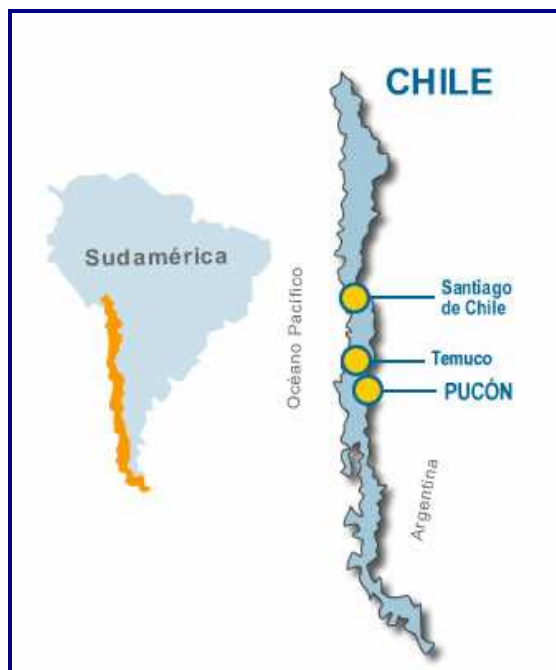 CHILE
Sudamérica
Océano Pacífico
Santiago
de Chile
Temuco
PUCÓN
Argentina